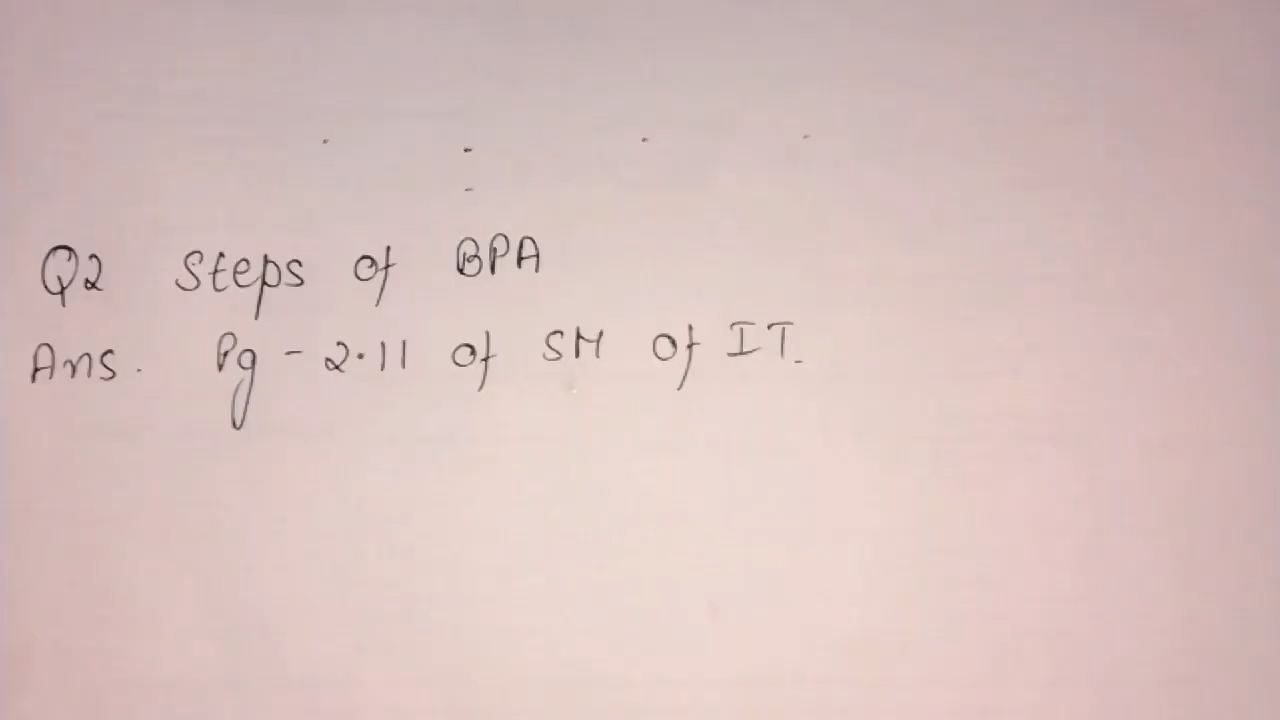 Q2 Steps of BPA
Ans. Pg - 2.11 of SM of IT.